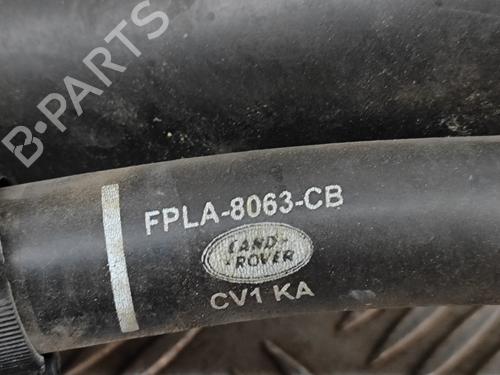 B-PARTS
FPLA-8063-CB
LAND-
-ROVER
CV1 KA